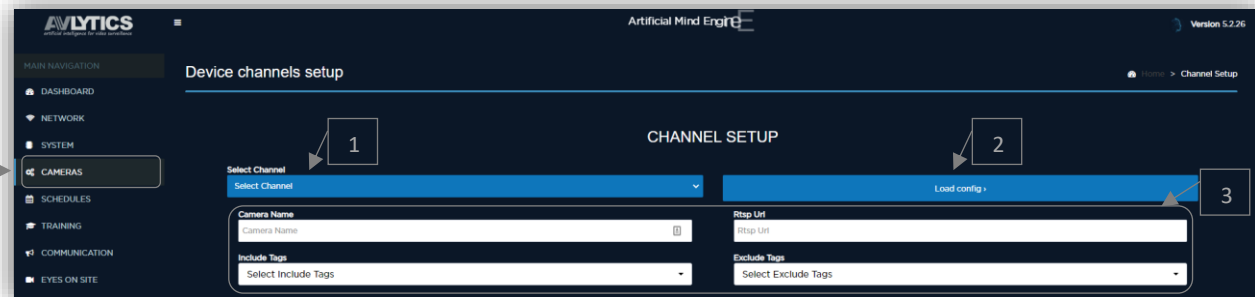 AVLYTICS
artificial intelligence for video surveillance
Artificial Mind Engine
Version 5.2.26
MAIN NAVIGATION
Device channels setup
Home > Channel Setup
DASHBOARD
NETWORK
SYSTEM
CAMERAS
SCHEDULES
TRAINING
COMMUNICATION
EYES ON SITE
CHANNEL SETUP
1
2
3
Select Channel
Select Channel
Load config ›
Camera Name
Rtsp Url
Camera Name
Rtsp Url
Include Tags
Exclude Tags
Select Include Tags
Select Exclude Tags